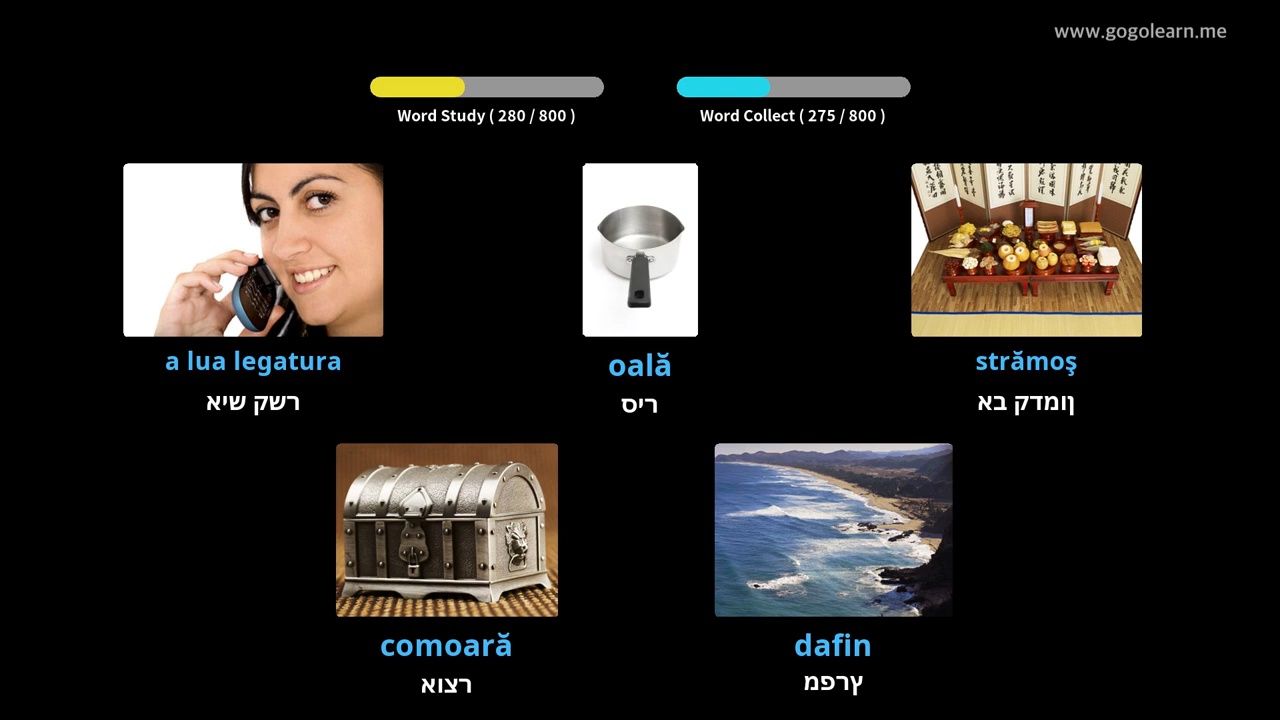 www.gogolearn.me
Word Study ( 280 / 800 )
Word Collect ( 275 / 800 )
a lua legatura
רשק שיא
oală
ריס
strămoş
ןומדק בא
comoară
רצוא
dafin
ץרפמ